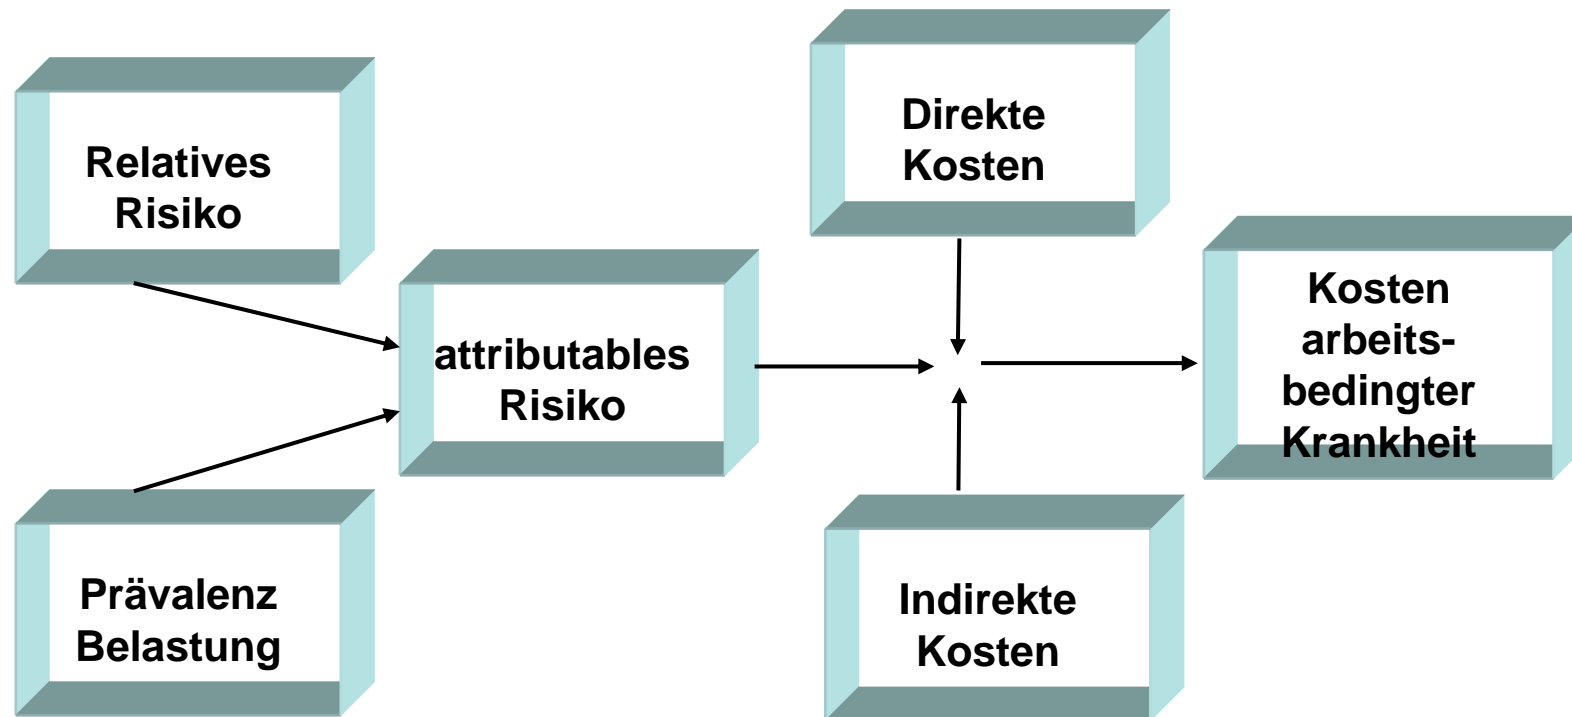 Relatives
Risiko
Prävalenz
Belastung
attributables
Risiko
Direkte
Kosten
Indirekte
Kosten
Kosten
arbeits-
bedingter
Krankheit